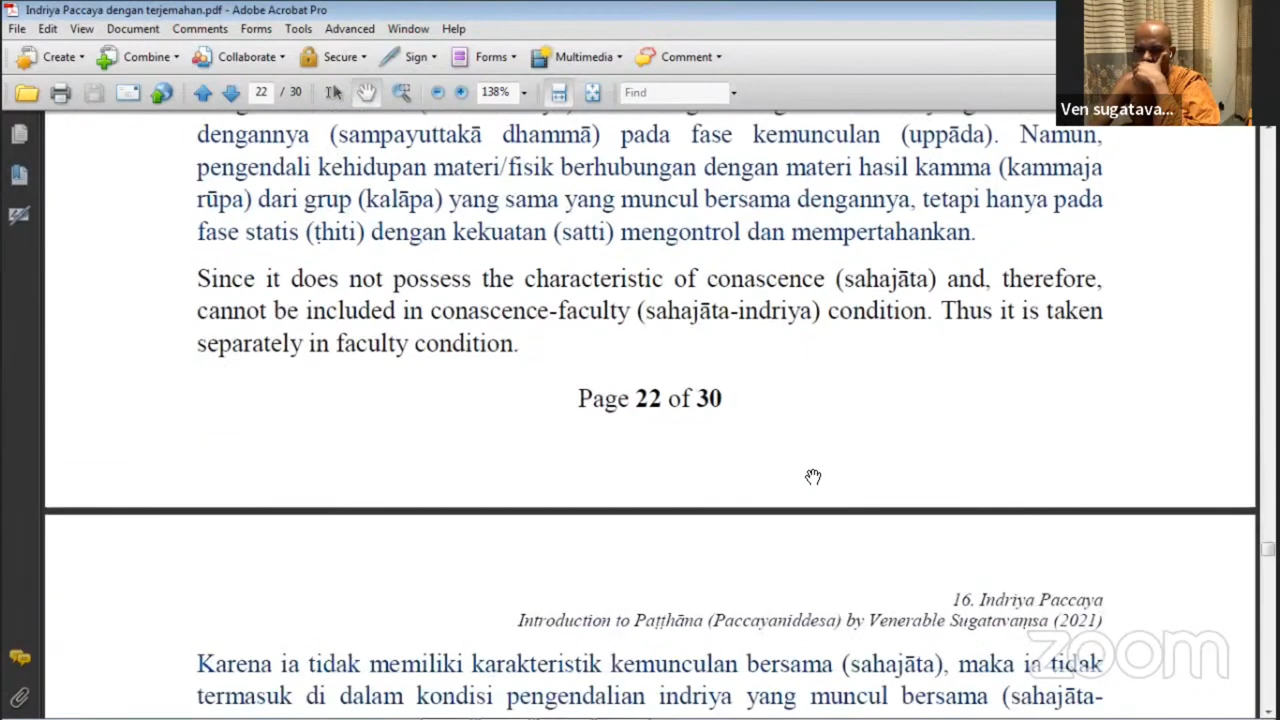 Indriya Paccaya dengan terjemahan.pdf - Adobe Acrobat Pro
File Edit View Document Comments Forms Tools Advanced Window Help
Create Combine Collaborate Secure Sign Forms Multimedia Comment
22 / 30 138% Find
Ven sugatava...
dengannya (sampayuttakā dhammā) pada fase kemunculan (uppāda). Namun,
pengendali kehidupan materi/fisik berhubungan dengan materi hasil kamma (kammaja
rūpa) dari grup (kalāpa) yang sama yang muncul bersama dengannya, tetapi hanya pada
fase statis (ṭhiti) dengan kekuatan (satti) mengontrol dan mempertahankan.
Since it does not possess the characteristic of conascence (sahajāta) and, therefore,
cannot be included in conascence-faculty (sahajāta-indriya) condition. Thus it is taken
separately in faculty condition.
Page 22 of 30
16. Indriya Paccaya
Introduction to Paṭṭhāna (Paccayaniddesa) by Venerable Sugatavaṃsa (2021)
zoom
Karena ia tidak memiliki karakteristik kemunculan bersama (sahajāta), maka ia tidak
termasuk di dalam kondisi pengendalian indriya yang muncul bersama (sahajāta-